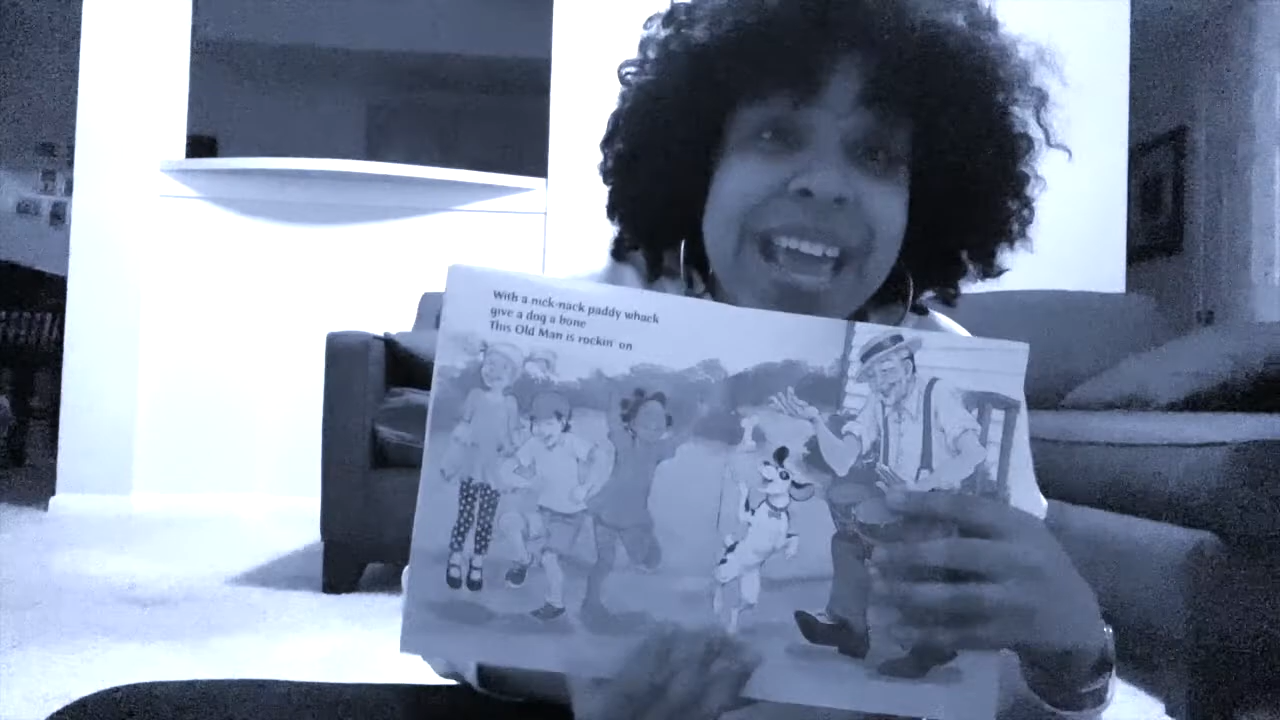 With a nick-nack paddy whack
give a dog a bone
This Old Man is rockin' on